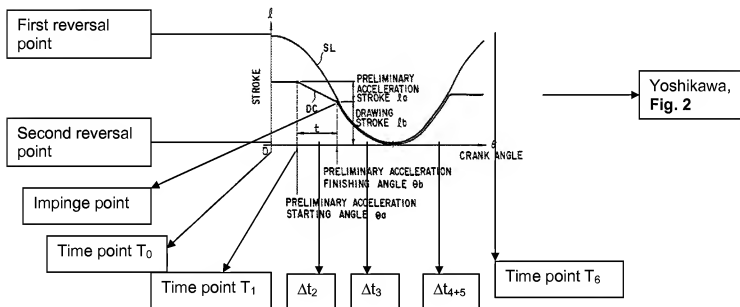 First reversal
point
ℓ
SL
STROKE
PRELIMINARY
ACCELERATION
STROKE ℓa
DC
DRAWING
STROKE ℓb
t
Yoshikawa,
Fig. 2
Second reversal
point
0
θ
CRANK ANGLE
PRELIMINARY ACCELERATION
FINISHING ANGLE θb
PRELIMINARY ACCELERATION
STARTING ANGLE θa
Impinge point
Time point T₀
Time point T₁
Δt₂
Δt₃
Δt₄₊₅
Time point T₆